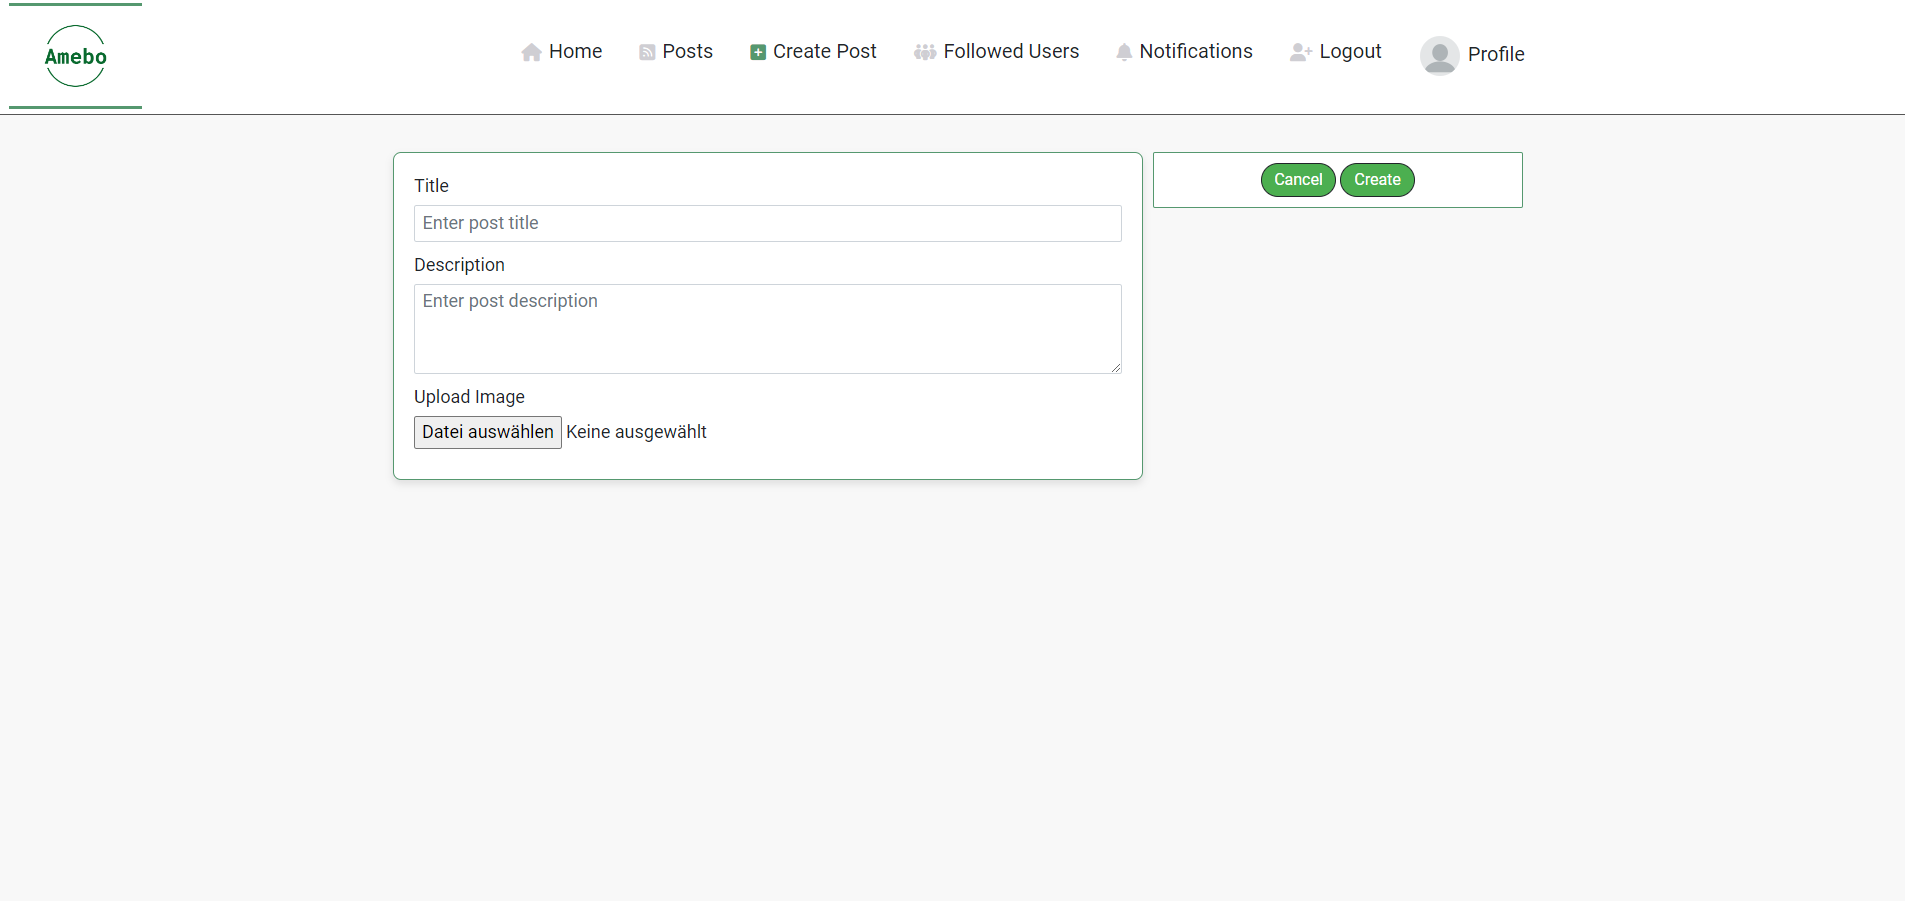 Amebo
Home Posts Create Post Followed Users Notifications Logout Profile
Title
Enter post title
Description
Enter post description
Upload Image
Datei auswählen Keine ausgewählt
Cancel Create